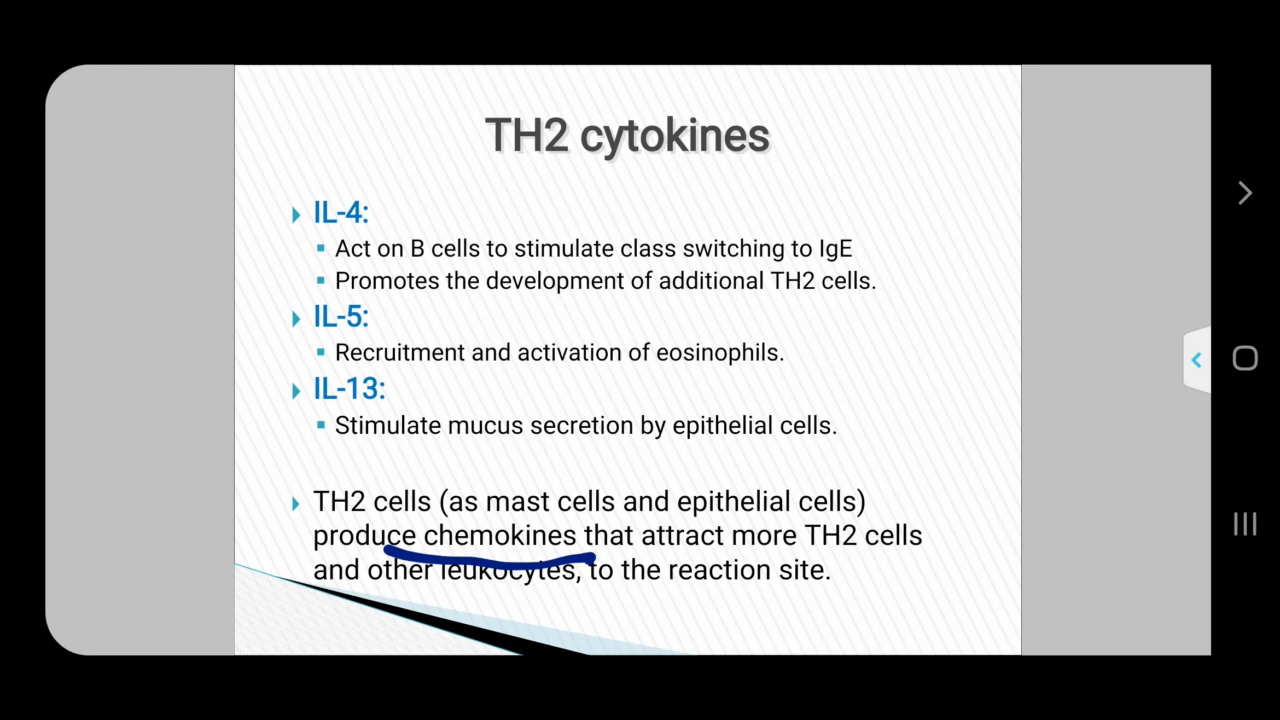 TH2 cytokines
IL-4:
Act on B cells to stimulate class switching to IgE
Promotes the development of additional TH2 cells.
IL-5:
Recruitment and activation of eosinophils.
IL-13:
Stimulate mucus secretion by epithelial cells.
TH2 cells (as mast cells and epithelial cells)
produce chemokines that attract more TH2 cells
and other leukocytes, to the reaction site.